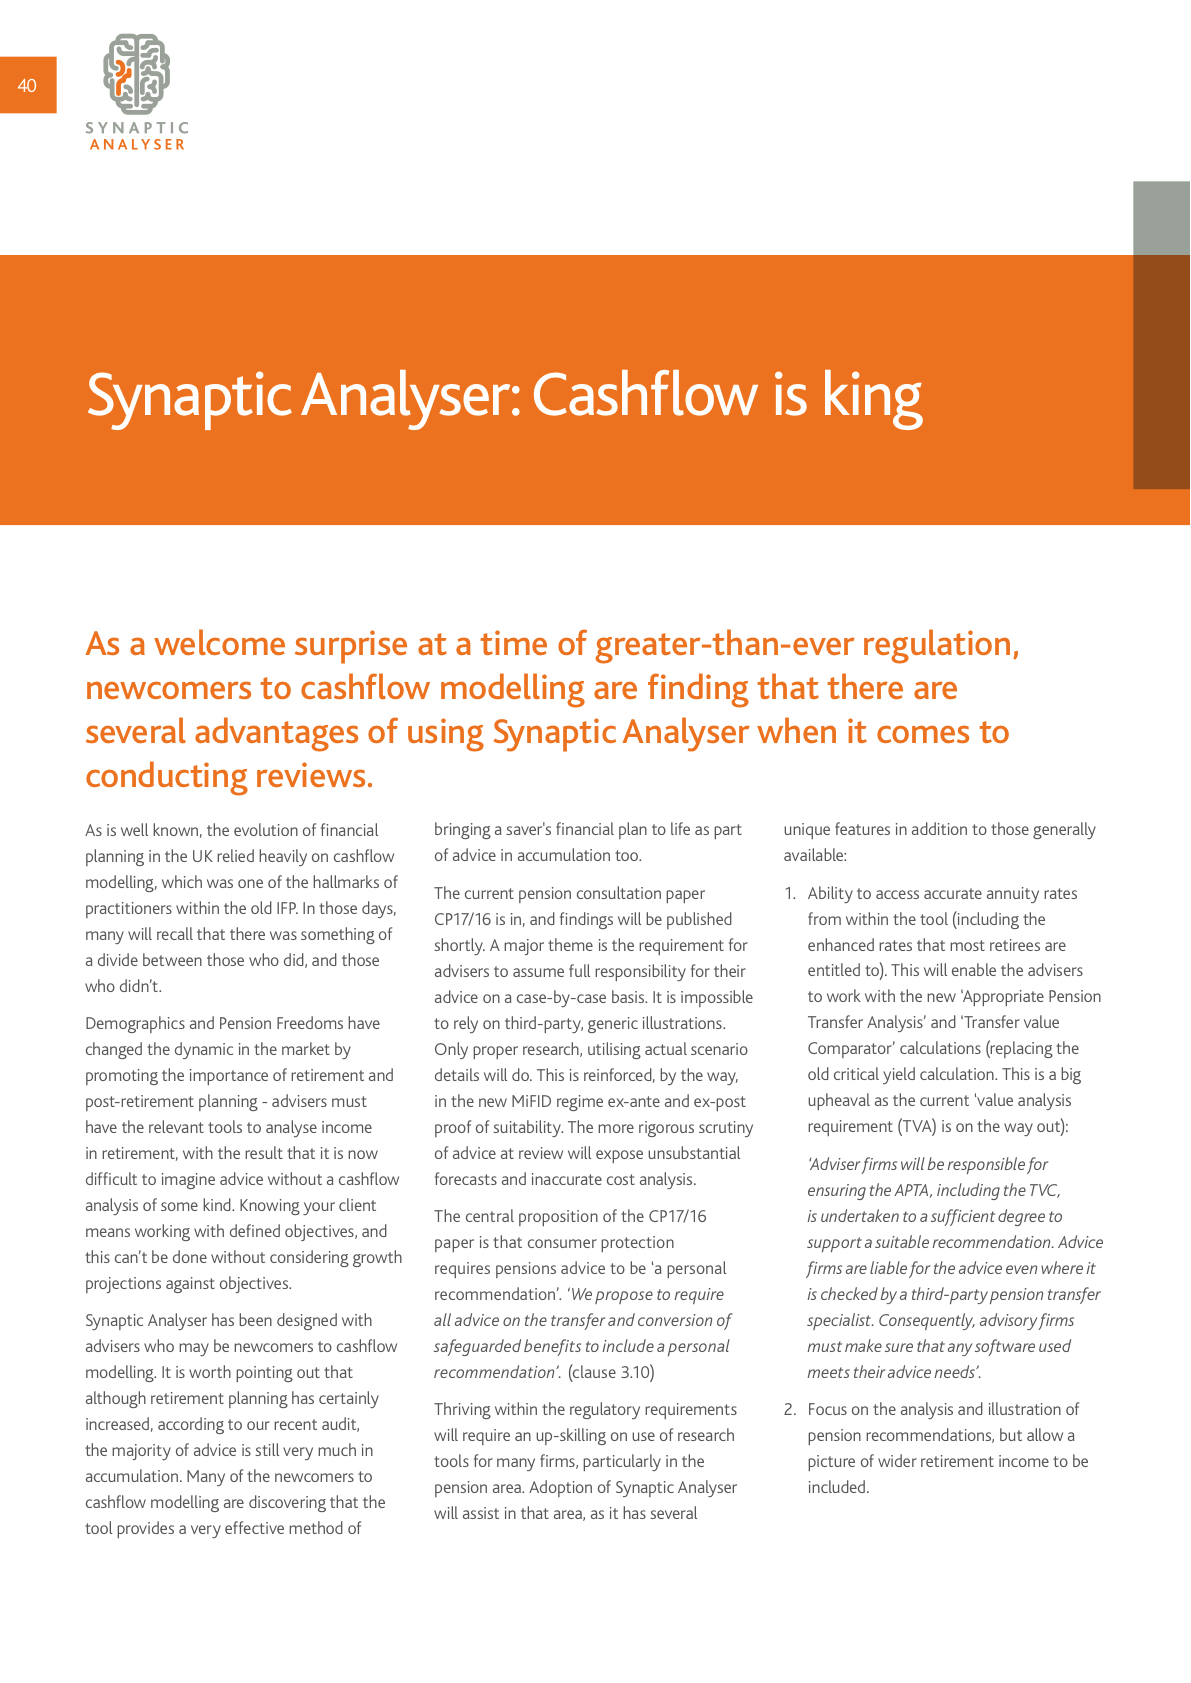 40
SYNAPTIC
ANALYSER
Synaptic Analyser: Cashflow is king
As a welcome surprise at a time of greater-than-ever regulation,
newcomers to cashflow modelling are finding that there are
several advantages of using Synaptic Analyser when it comes to
conducting reviews.
As is well known, the evolution of financial
planning in the UK relied heavily on cashflow
modelling, which was one of the hallmarks of
practitioners within the old IFP. In those days,
many will recall that there was something of
a divide between those who did, and those
who didn’t.
Demographics and Pension Freedoms have
changed the dynamic in the market by
promoting the importance of retirement and
post-retirement planning - advisers must
have the relevant tools to analyse income
in retirement, with the result that it is now
difficult to imagine advice without a cashflow
analysis of some kind. Knowing your client
means working with defined objectives, and
this can’t be done without considering growth
projections against objectives.
Synaptic Analyser has been designed with
advisers who may be newcomers to cashflow
modelling. It is worth pointing out that
although retirement planning has certainly
increased, according to our recent audit,
the majority of advice is still very much in
accumulation. Many of the newcomers to
cashflow modelling are discovering that the
tool provides a very effective method of
bringing a saver's financial plan to life as part
of advice in accumulation too.
The current pension consultation paper
CP17/16 is in, and findings will be published
shortly. A major theme is the requirement for
advisers to assume full responsibility for their
advice on a case-by-case basis. It is impossible
to rely on third-party, generic illustrations.
Only proper research, utilising actual scenario
details will do. This is reinforced, by the way,
in the new MiFID regime ex-ante and ex-post
proof of suitability. The more rigorous scrutiny
of advice at review will expose unsubstantial
forecasts and inaccurate cost analysis.
The central proposition of the CP17/16
paper is that consumer protection
requires pensions advice to be ‘a personal
recommendation’. ‘We propose to require
all advice on the transfer and conversion of
safeguarded benefits to include a personal
recommendation’. (clause 3.10)
Thriving within the regulatory requirements
will require an up-skilling on use of research
tools for many firms, particularly in the
pension area. Adoption of Synaptic Analyser
will assist in that area, as it has several
unique features in addition to those generally
available:
1. Ability to access accurate annuity rates
from within the tool (including the
enhanced rates that most retirees are
entitled to). This will enable the advisers
to work with the new ‘Appropriate Pension
Transfer Analysis’ and ‘Transfer value
Comparator’ calculations (replacing the
old critical yield calculation. This is a big
upheaval as the current ‘value analysis
requirement (TVA) is on the way out):
‘Adviser firms will be responsible for
ensuring the APTA, including the TVC,
is undertaken to a sufficient degree to
support a suitable recommendation. Advice
firms are liable for the advice even where it
is checked by a third-party pension transfer
specialist. Consequently, advisory firms
must make sure that any software used
meets their advice needs’.
2. Focus on the analysis and illustration of
pension recommendations, but allow a
picture of wider retirement income to be
included.